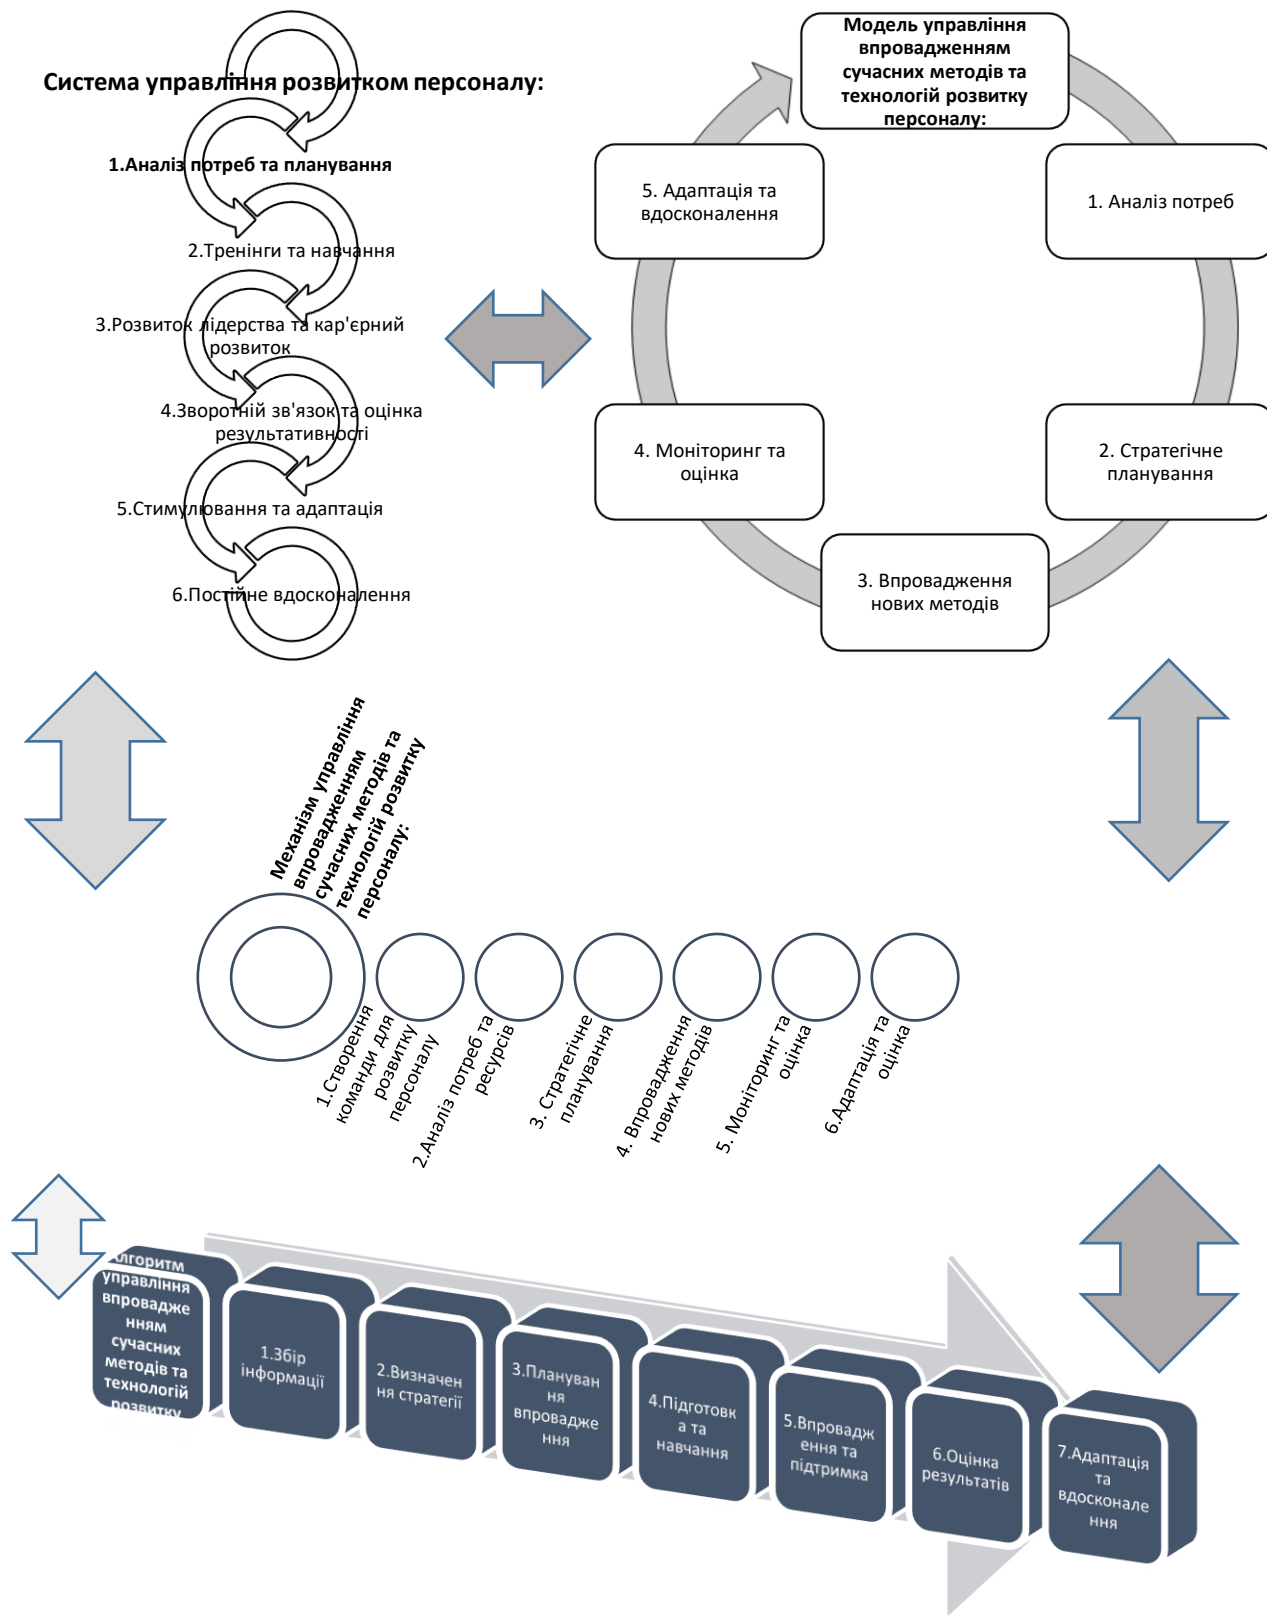 Система управління розвитком персоналу:
1.Аналіз потреб та планування
2.Тренінги та навчання
3.Розвиток лідерства та кар'єрний
розвиток
4.Зворотній зв'язок та оцінка
результативності
5.Стимулювання та адаптація
6.Постійне вдосконалення
Модель управління
впровадженням
сучасних методів та
технологій розвитку
персоналу:
1. Аналіз потреб
2. Стратегічне
планування
3. Впровадження
нових методів
4. Моніторинг та
оцінка
5. Адаптація та
вдосконалення
Механізм управління
впровадженням
сучасних методів та
технологій розвитку
персоналу:
1.Створення
команди для
розвитку
персоналу
2.Аналіз потреб та
ресурсів
3. Стратегічне
планування
4. Впровадження
нових методів
5. Моніторинг та
оцінка
6.Адаптація та
оцінка
Алгоритм
управління
впровадже
нням
сучасних
методів та
технологій
розвитку
1.Збір
інформації
2.Визначен
ня стратегії
3.Плануван
ня
впровадже
ння
4.Підготовк
а та
навчання
5.Впровадж
ення та
підтримка
6.Оцінка
результатів
7.Адаптація
та
вдосконале
ння